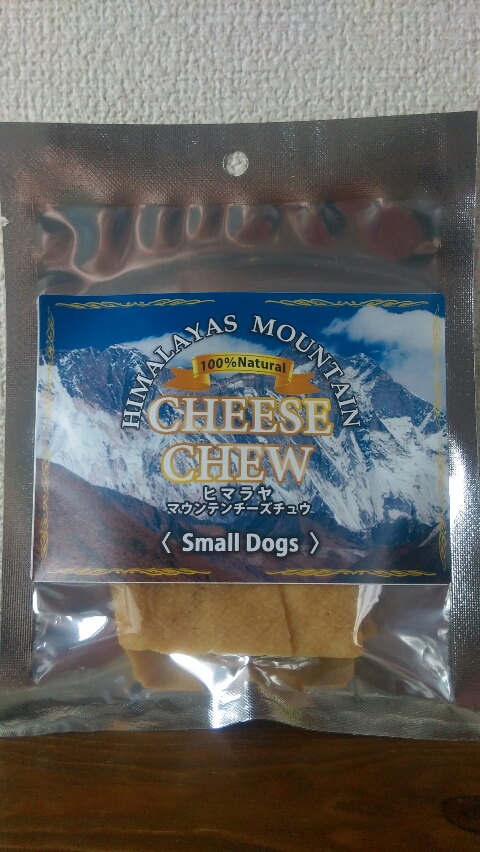 HIMALAYAS MOUNTAIN
100%Natural
CHEESE
CHEW
ヒマラヤ
マウンテンチーズチュウ
〈 Small Dogs 〉